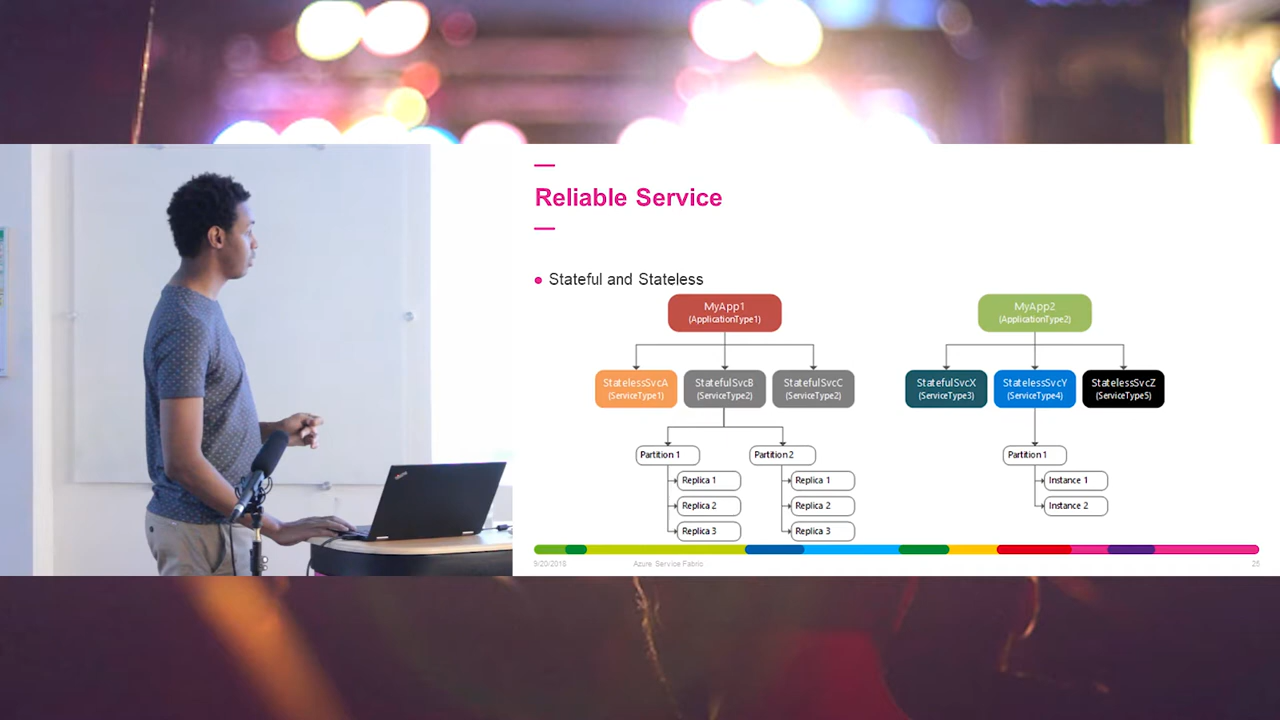 Reliable Service
Stateful and Stateless
MyApp1
(ApplicationType1)
MyApp2
(ApplicationType2)
StatelessSvcA
(ServiceType1)
StatefulSvcB
(ServiceType2)
StatefulSvcC
(ServiceType2)
StatefulSvcX
(ServiceType3)
StatelessSvcY
(ServiceType4)
StatelessSvcZ
(ServiceType5)
Partition 1
Partition 2
Partition 1
Replica 1
Replica 1
Instance 1
Replica 2
Replica 2
Instance 2
Replica 3
Replica 3
9/20/2018
Azure Service Fabric